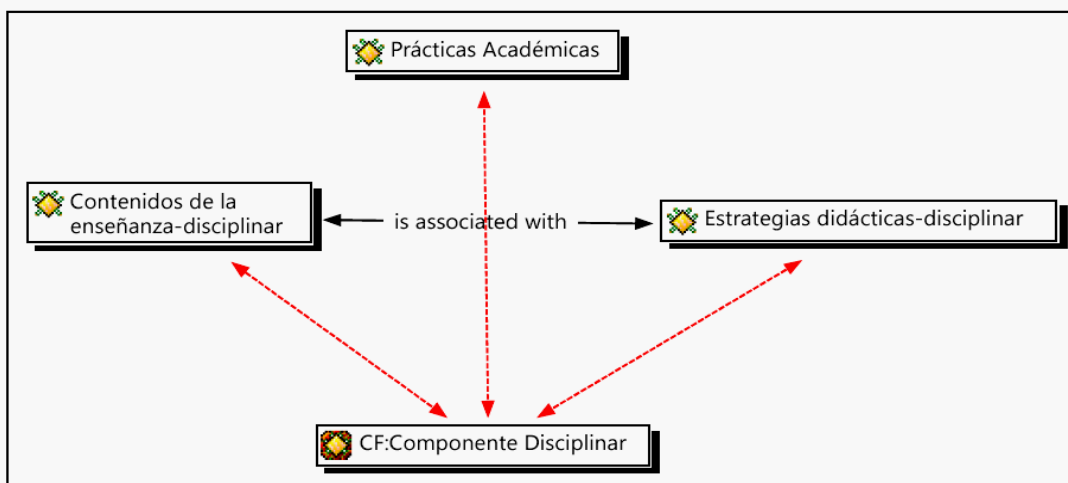 Prácticas Académicas
Contenidos de la
enseñanza-disciplinar
is associated with
Estrategias didácticas-disciplinar
CF:Componente Disciplinar